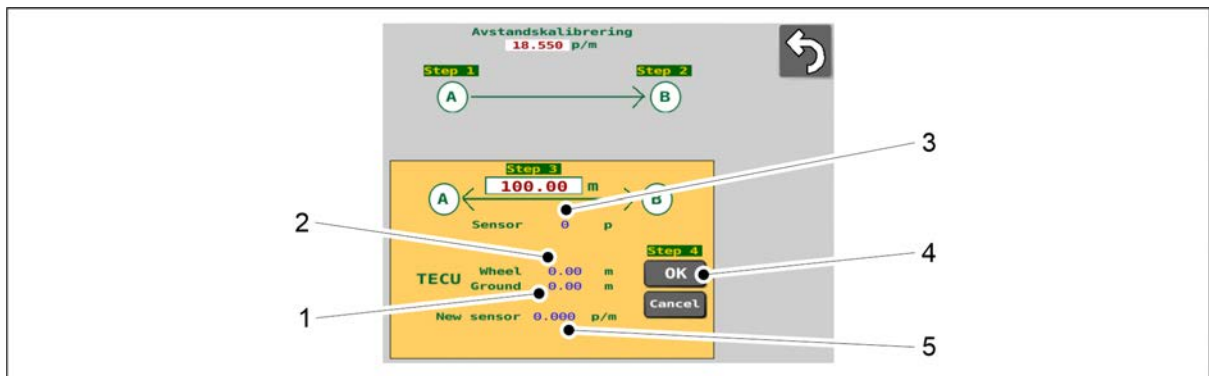 Avstandskalibrering
18.550 p/m
Step 1 Step 2
A B
3
Step 3
100.00 m
A B
Sensor 0 p
2
Step 4
4
TECU Wheel 0.00 m OK
Ground 0.00 m
1
Cancel
New sensor 0.000 p/m
5